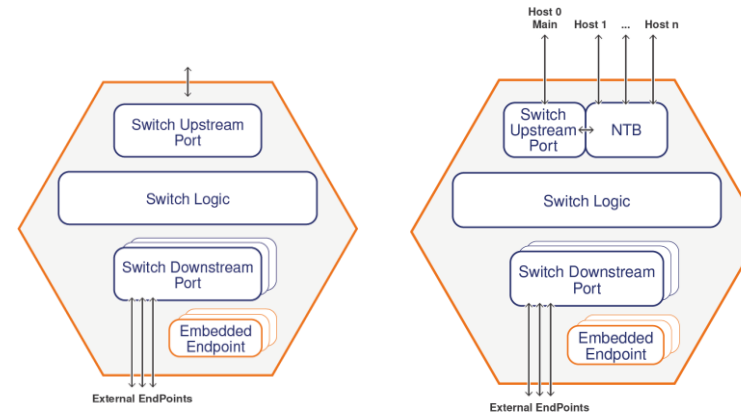 Switch Upstream
Port
Switch Logic
Switch Downstream
Port
Embedded
Endpoint
External EndPoints
Host 0
Main
Host 1
...
Host n
Switch
Upstream
Port
NTB
Switch Logic
Switch Downstream
Port
Embedded
Endpoint
External EndPoints